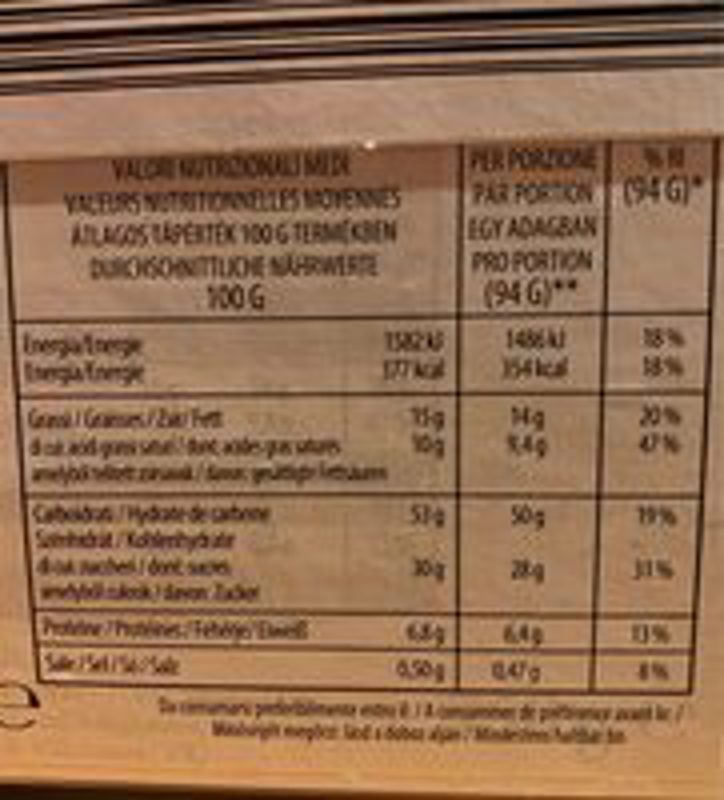 VALORI NUTRIZIONALI MEDI PER PORZIONE % RI
VALEURS NUTRITIONNELLES MOYENNES PAR PORTION (94 G)*
ÁTLAGOS TÁPÉRTÉK 100 G TERMÉKBEN EGY ADAGBAN
DURCHSCHNITTLICHE NÄHRWERTE PRO PORTION
100 G (94 G)**
Energia/Energie 1582 kJ 1486 kJ 18 %
Energia/Energie 377 kcal 354 kcal 18 %
Grassi / Graisses / Zsír / Fett 15 g 14 g 20 %
di cui acidi grassi saturi / dont acides gras saturés 10 g 9,4 g 47 %
amelyből telített zsírsavak / davon gesättigte Fettsäuren
Carboidrati / Hydrates de carbone 53 g 50 g 19 %
Szénhidrát / Kohlenhydrate
di cui zuccheri / dont sucres 30 g 28 g 31 %
amelyből cukrok / davon Zucker
Proteine / Protéines / Fehérje / Eiweiß 6,8 g 6,4 g 13 %
Sale / Sel / Só / Salz 0,50 g 0,47 g 8 %
Da consumarsi preferibilmente entro il: / À consommer de préférence avant le: /
Minőségét megőrzi: lásd a doboz alján / Mindestens haltbar bis
e